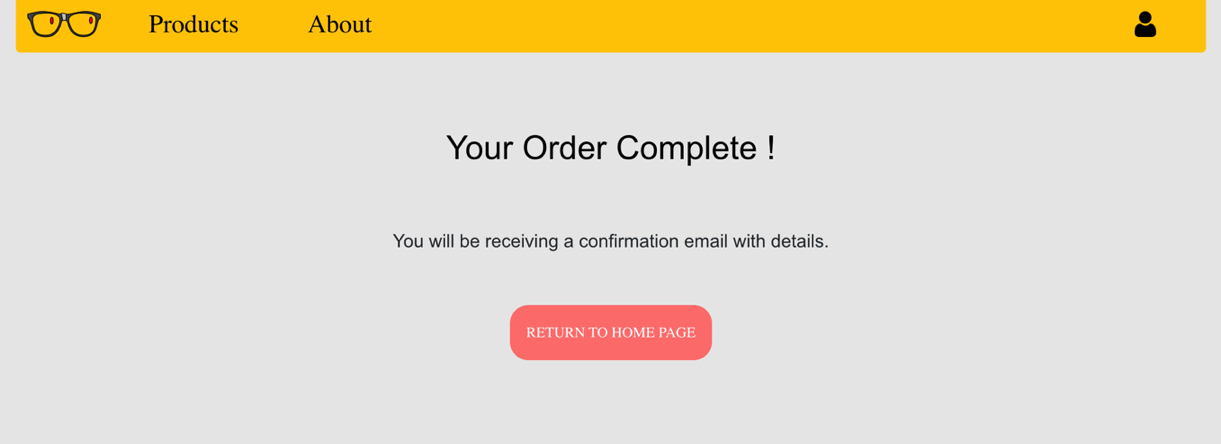 Products About
Your Order Complete !
You will be receiving a confirmation email with details.
RETURN TO HOME PAGE